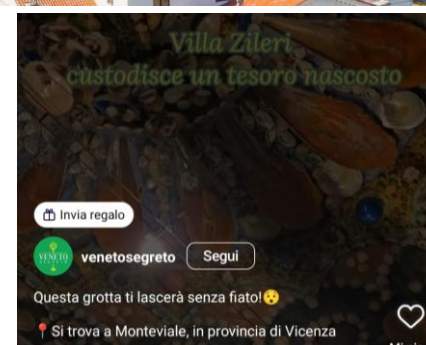 Villa Zileri
custodisce un tesoro nascosto
Invia regalo
VENETO
venetosegreto Segui
Questa grotta ti lascerà senza fiato!😯
📍Si trova a Monteviale, in provincia di Vicenza